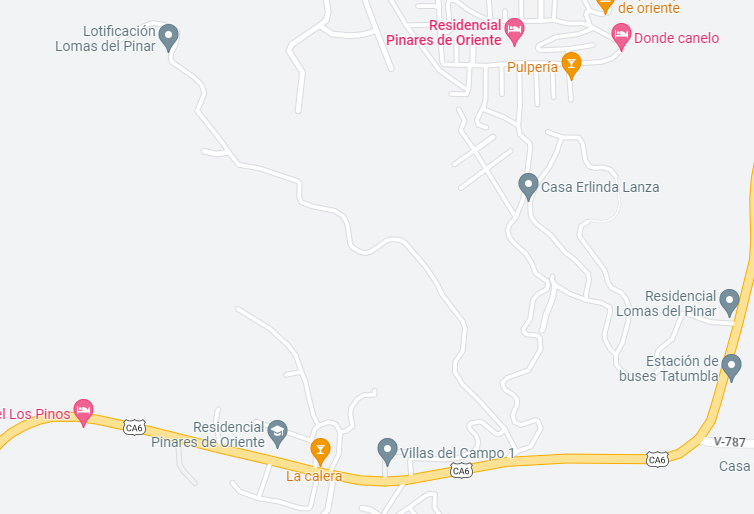 de oriente
Lotificación
Lomas del Pinar
Residencial
Pinares de Oriente
Donde canelo
Pulpería
Casa Erlinda Lanza
Residencial
Lomas del Pinar
Estación de
buses Tatumbla
el Los Pinos
CA6
Residencial
Pinares de Oriente
La calera
Villas del Campo 1
CA6
CA6
V-787
Casa